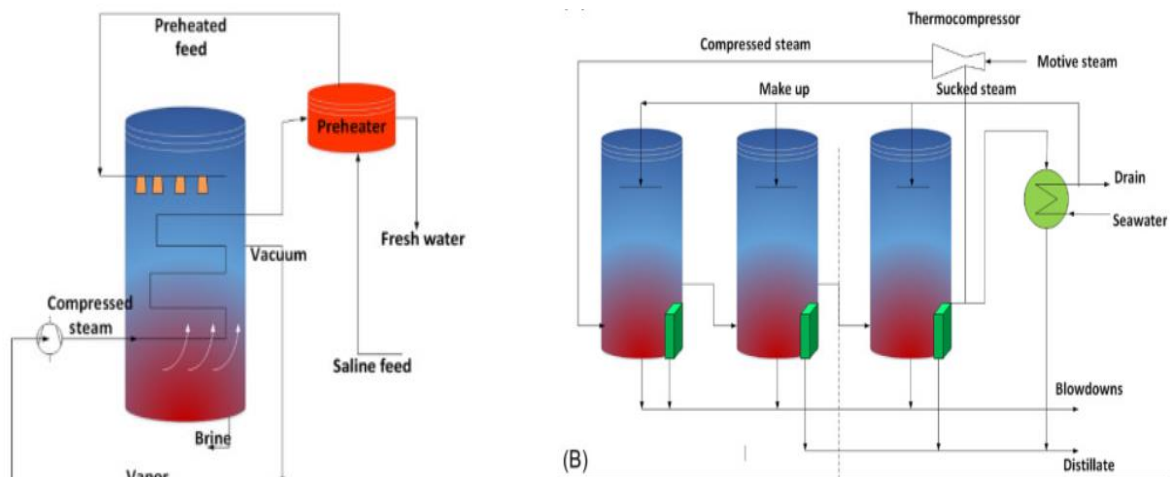 Preheated
feed
Preheater
Fresh water
Vacuum
Compressed
steam
Saline feed
Brine
Vapor
Thermocompressor
Compressed steam
Motive steam
Make up
Sucked steam
Drain
Seawater
Blowdowns
Distillate
(B)